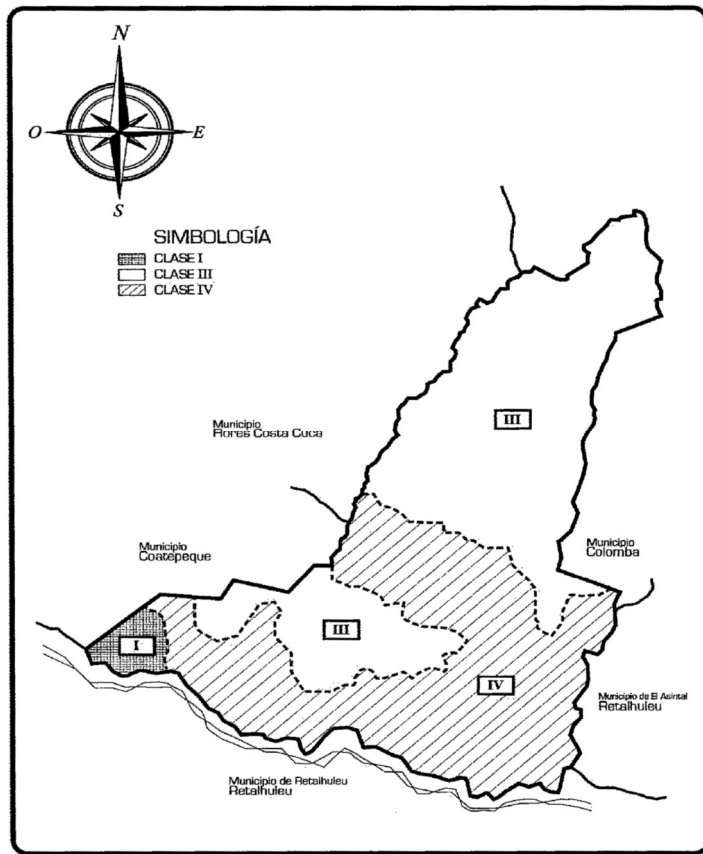 N
O
E
S
SIMBOLOGÍA
CLASE I
CLASE III
CLASE IV
III
Municipio
Flores Costa Cuca
Municipio
Coatepeque
Municipio
Colomba
III
I
IV
Municipio de El Asintal
Retalhuleu
Municipio de Retalhuleu
Retalhuleu